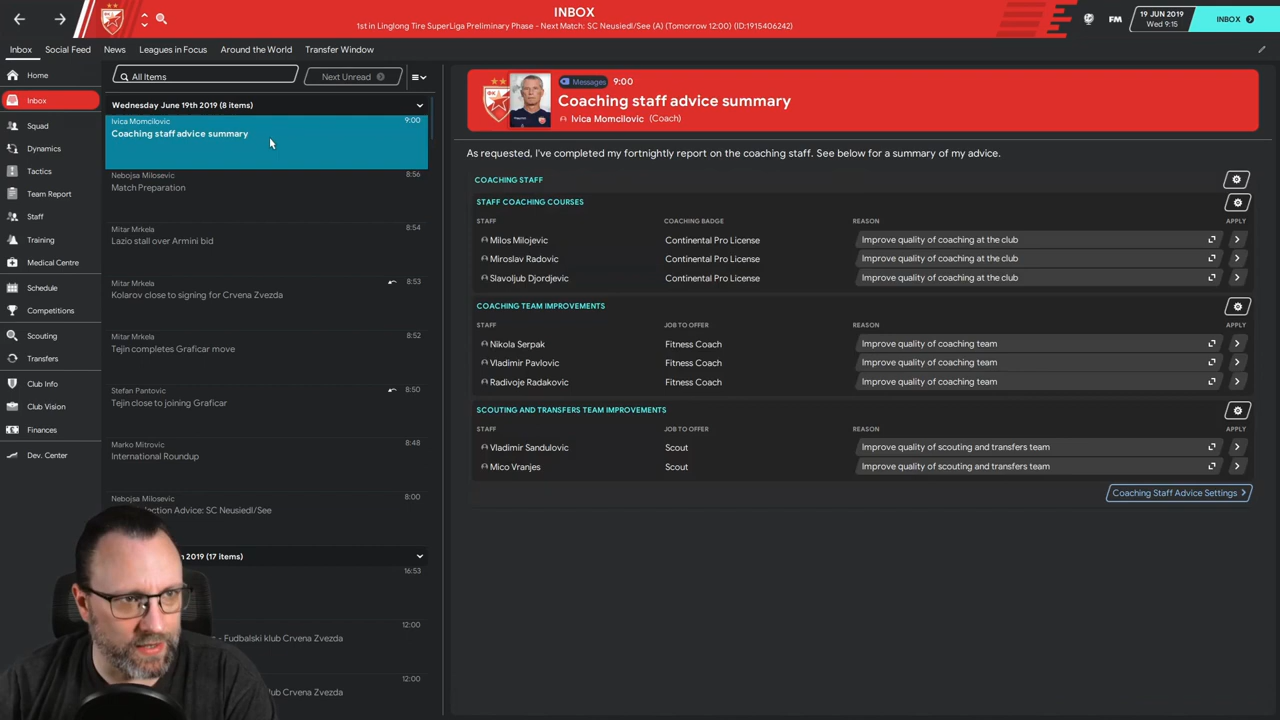 INBOX
1st in Linglong Tire SuperLiga Preliminary Phase - Next Match: SC Neusiedl/See (A) (Tomorrow 12:00) (ID:1915406242)
FM
19 JUN 2019
Wed 9:15
INBOX
Inbox
Social Feed
News
Leagues in Focus
Around the World
Transfer Window
Home
Inbox
Squad
Dynamics
Tactics
Team Report
Staff
Training
Medical Centre
Schedule
Competitions
Scouting
Transfers
Club Info
Club Vision
Finances
Dev. Center
All Items
Next Unread
Wednesday June 19th 2019 (8 items)
Ivica Momcilovic 9:00
Coaching staff advice summary
Nebojsa Milosevic 8:56
Match Preparation
Mitar Mrkela 8:54
Lazio stall over Armini bid
Mitar Mrkela 8:53
Kolarov close to signing for Crvena Zvezda
Mitar Mrkela 8:52
Tejin completes Graficar move
Stefan Pantovic 8:50
Tejin close to joining Graficar
Marko Mitrovic 8:48
International Roundup
Nebojsa Milosevic 8:00
Advice: SC Neusiedl/See
2019 (17 items)
16:53
12:00
- Fudbalski klub Crvena Zvezda
12:00
klub Crvena Zvezda
Messages 9:00
Coaching staff advice summary
Ivica Momcilovic (Coach)
As requested, I've completed my fortnightly report on the coaching staff. See below for a summary of my advice.
COACHING STAFF
STAFF COACHING COURSES
STAFF COACHING BADGE REASON APPLY
Milos Milojevic Continental Pro License Improve quality of coaching at the club
Miroslav Radovic Continental Pro License Improve quality of coaching at the club
Slavoljub Djordjevic Continental Pro License Improve quality of coaching at the club
COACHING TEAM IMPROVEMENTS
STAFF JOB TO OFFER REASON APPLY
Nikola Serpak Fitness Coach Improve quality of coaching team
Vladimir Pavlovic Fitness Coach Improve quality of coaching team
Radivoje Radakovic Fitness Coach Improve quality of coaching team
SCOUTING AND TRANSFERS TEAM IMPROVEMENTS
STAFF JOB TO OFFER REASON APPLY
Vladimir Sandulovic Scout Improve quality of scouting and transfers team
Mico Vranjes Scout Improve quality of scouting and transfers team
Coaching Staff Advice Settings